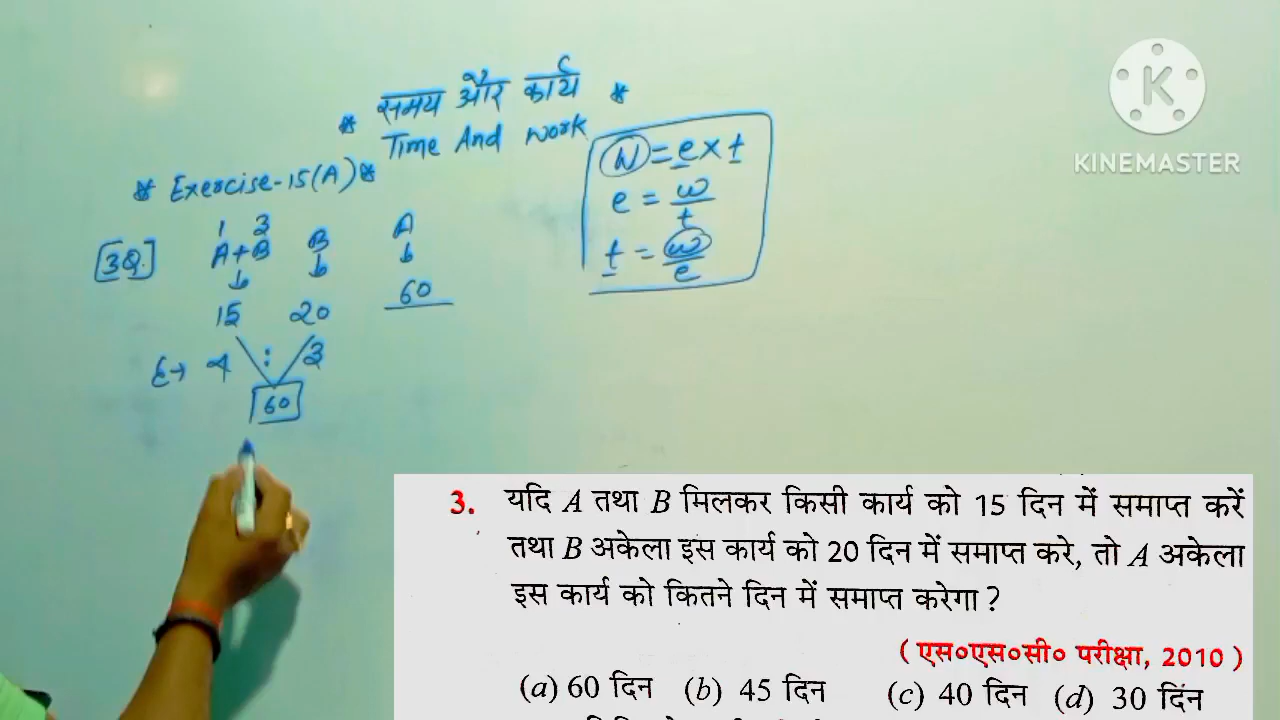 * समय और कार्य *
Time And work
* Exercise-15(A)*
W = e x t
e = w/t
t = w/e
1 3
3Q. A+B B A
15 20 60
E→ 4 : 3
60
3. यदि A तथा B मिलकर किसी कार्य को 15 दिन में समाप्त करें
तथा B अकेला इस कार्य को 20 दिन में समाप्त करे, तो A अकेला
इस कार्य को कितने दिन में समाप्त करेगा ?
( एस०एस०सी० परीक्षा, 2010 )
(a) 60 दिन (b) 45 दिन (c) 40 दिन (d) 30 दिन
KINEMASTER